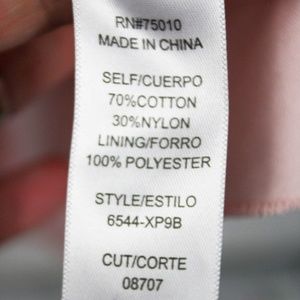 RN#75010
MADE IN CHINA
SELF/CUERPO
70%COTTON
30%NYLON
LINING/FORRO
100% POLYESTER
STYLE/ESTILO
6544-XP9B
CUT/CORTE
08707